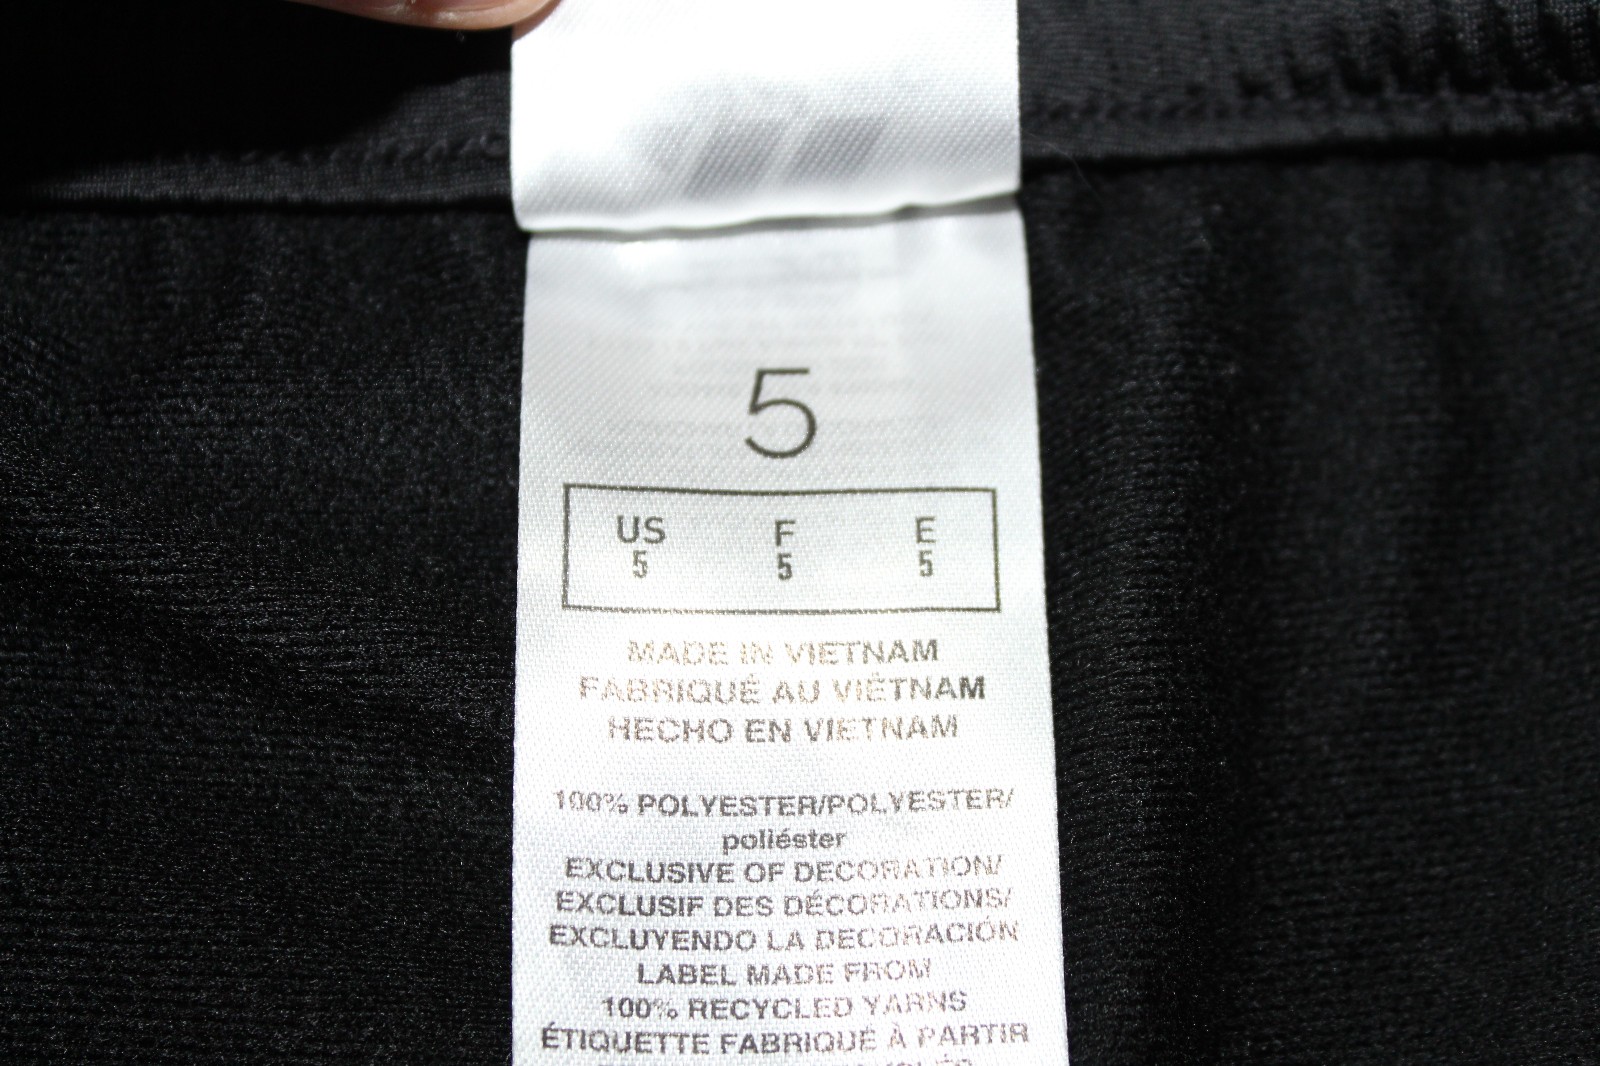 5
US F E
5 5 5
MADE IN VIETNAM
FABRIQUÉ AU VIÉTNAM
HECHO EN VIETNAM
100% POLYESTER/POLYESTER/
poliéster
EXCLUSIVE OF DECORATION/
EXCLUSIF DES DÉCORATIONS/
EXCLUYENDO LA DECORACIÓN
LABEL MADE FROM
100% RECYCLED YARNS
ÉTIQUETTE FABRIQUÉ À PARTIR